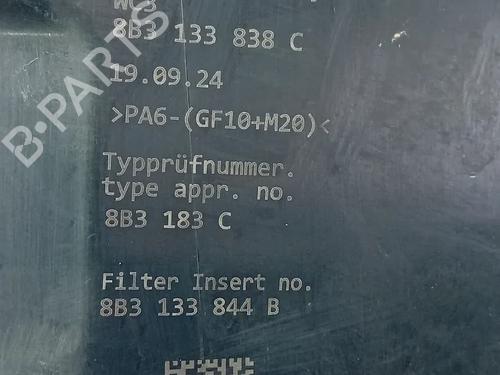 8B3 133 838 C
19.09.24
>PA6-(GF10+M20)<
Typprüfnummer.
type appr. no.
8B3 183 C
Filter Insert no.
8B3 133 844 B
B-PARTS